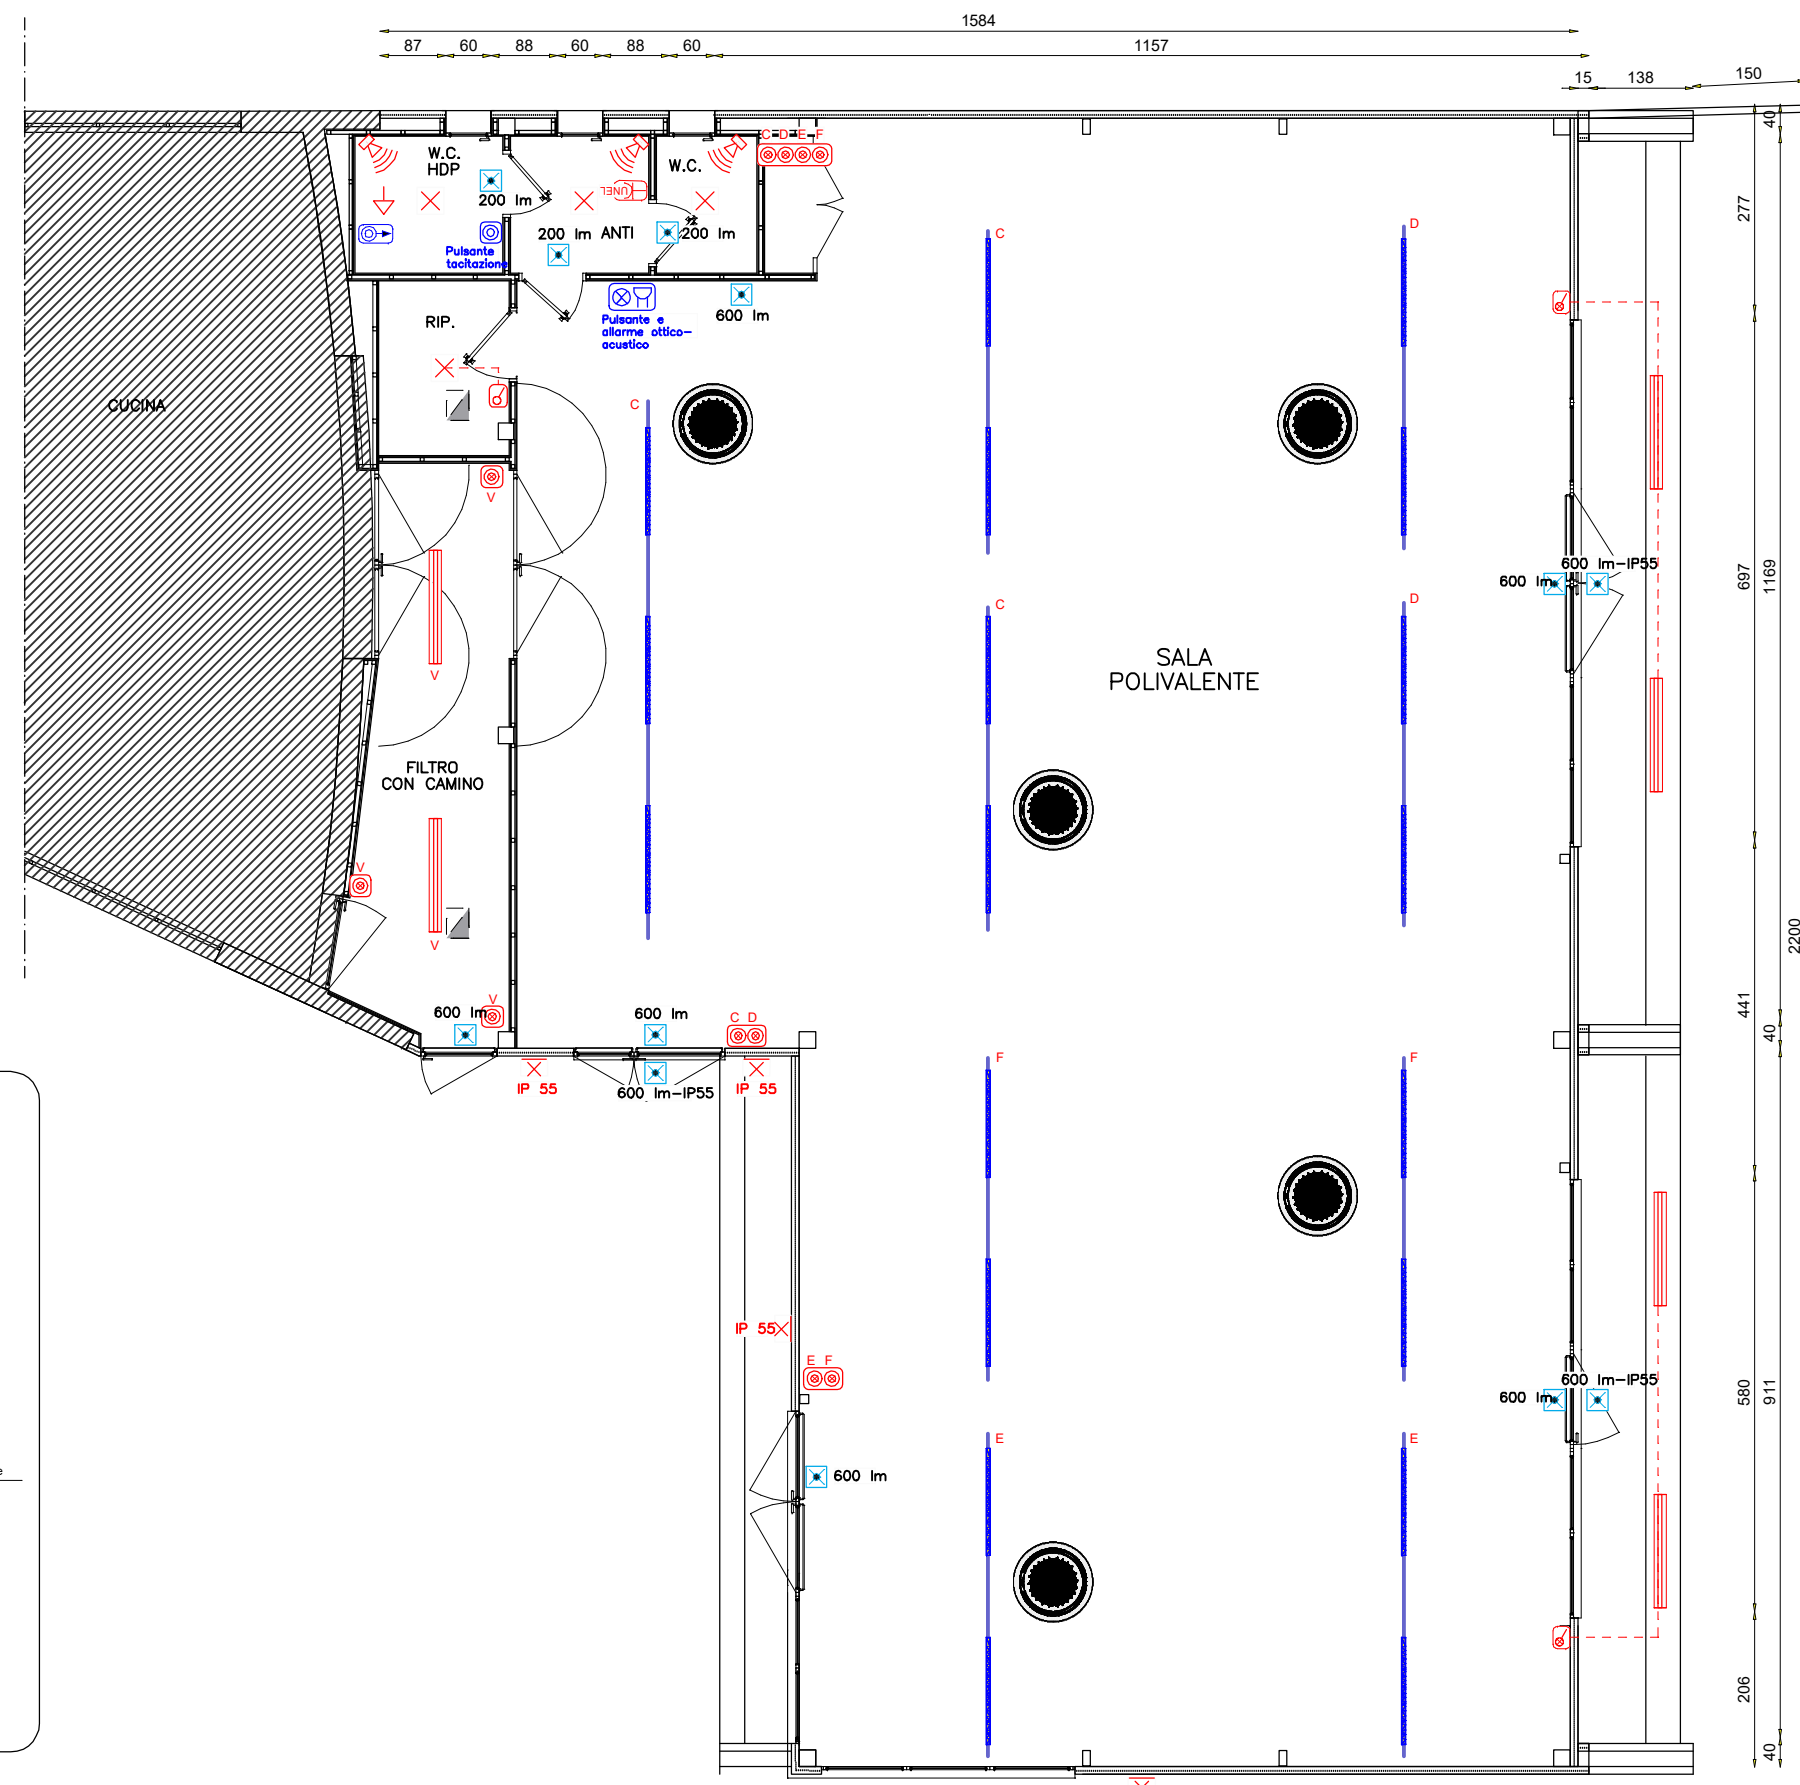 1584
87 60 88 60 88 60 1157
15 138 150
40
W.C.
HDP
W.C.
C D E F
UNEL
200 lm
277
200 lm ANTI 200 lm
C
D
Pulsante
tacitazione
600 lm
RIP.
Pulsante e
allarme ottico-
acustico
CUCINA
C
V
600 lm
600 lm-IP55
697
1169
C
D
SALA
POLIVALENTE
V
FILTRO
CON CAMINO
V
V
2200
441
40
V
600 lm
600 lm
C D
IP 55
600 lm-IP55
IP 55
F
F
IP 55
E F
600 lm
600 lm-IP55
580
911
E
E
600 lm
e
206
40